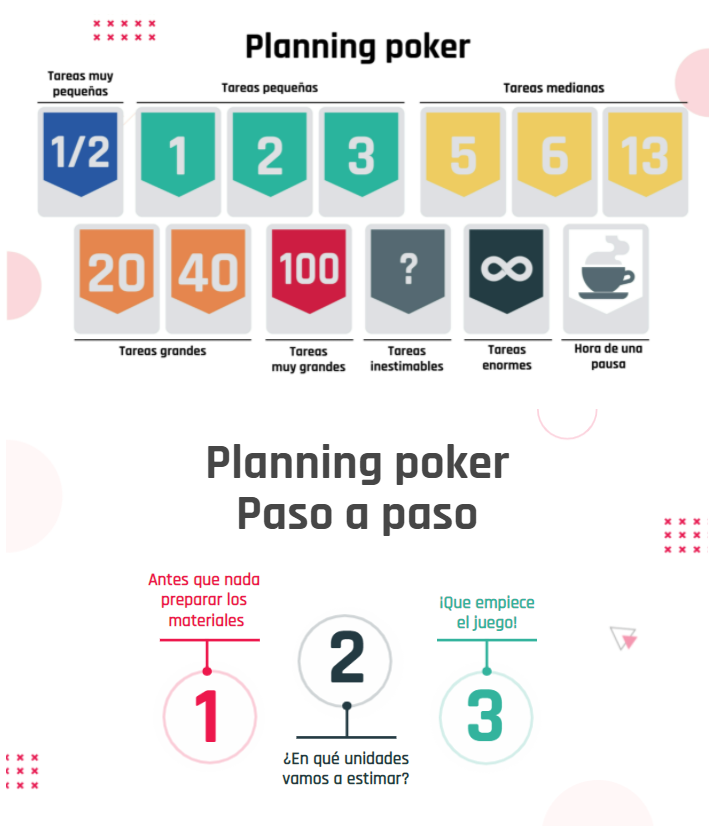 Planning poker
Tareas muy
pequeñas
Tareas pequeñas
Tareas medianas
1/2
1
2
3
5
6
13
20
40
100
?
∞
Tareas grandes
Tareas
muy grandes
Tareas
inestimables
Tareas
enormes
Hora de una
pausa
Planning poker
Paso a paso
Antes que nada
preparar los
materiales
1
2
¿En qué unidades
vamos a estimar?
¡Que empiece
el juego!
3